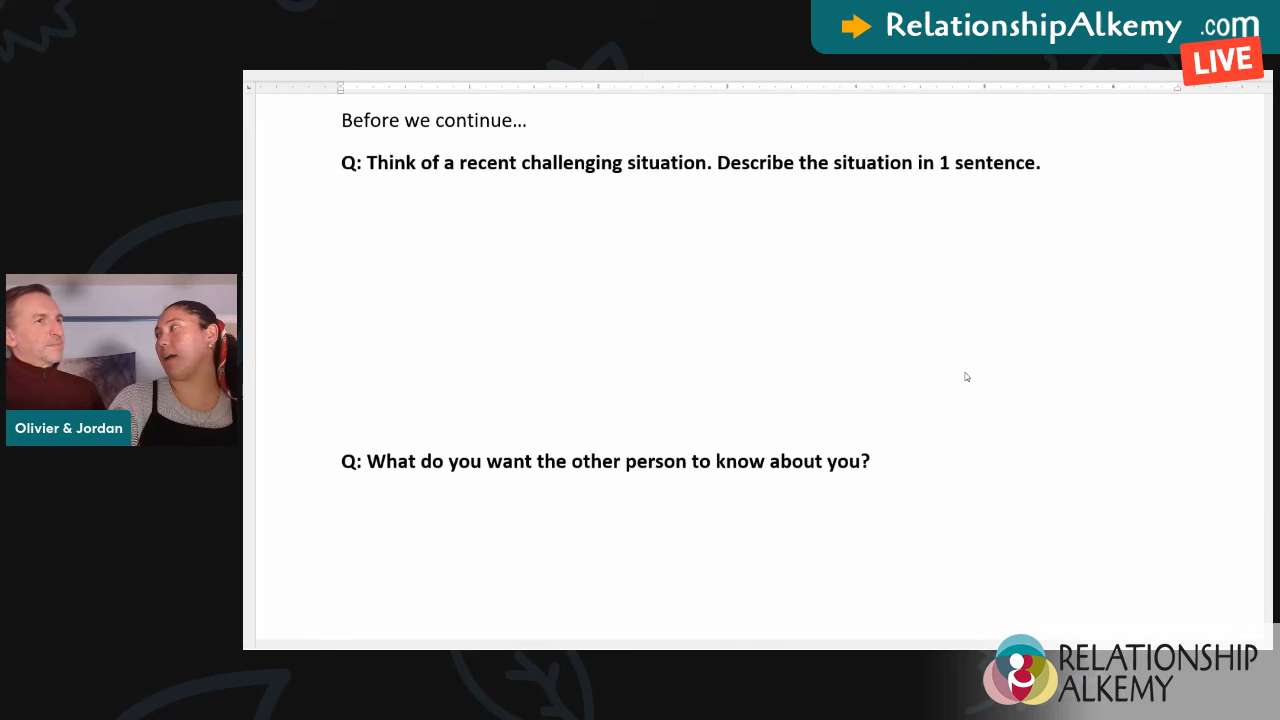 RelationshipAlkemy .com
LIVE
Before we continue...
Q: Think of a recent challenging situation. Describe the situation in 1 sentence.
Olivier & Jordan
Q: What do you want the other person to know about you?
RELATIONSHIP
ALKEMY